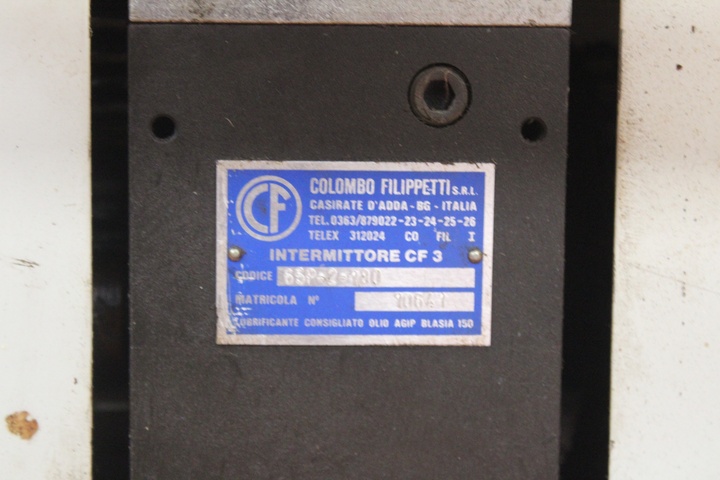 CF
COLOMBO FILIPPETTI S.R.L.
CASIRATE D'ADDA - BG - ITALIA
TEL. 0363/879022-23-24-25-26
TELEX 312024 CO FIL I
INTERMITTORE CF 3
CODICE
MATRICOLA N°
LUBRIFICANTE CONSIGLIATO OLIO AGIP BLASIA 150